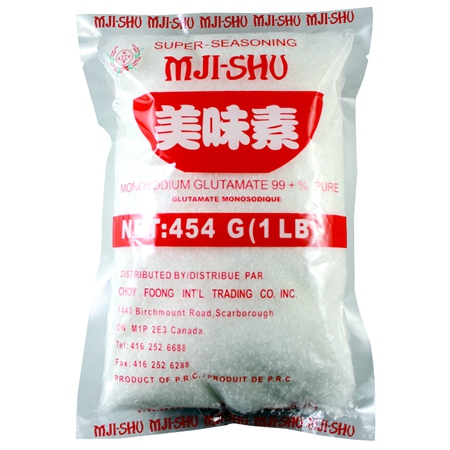 MJI-SHU MJI-SHU MJI-SHU MJI-SHU
SUPER-SEASONING
MJI-SHU
美味素
MONOSODIUM GLUTAMATE 99 + % PURE
GLUTAMATE MONOSODIQUE
NET:454 G(1 LB)
DISTRIBUTED BY/DISTRIBUE PAR
CHOY FOONG INT'L TRADING CO. INC.
1440 Birchmount Road,Scarborough
ON M1P 2E3 Canada.
Tel: 416 252 6688
Fax: 416 252 6286
PRODUCT OF P.R.C./PRODUIT DE P.R.C.
MJI-SHU MJI-SHU MJI-SHU MJI-SHU